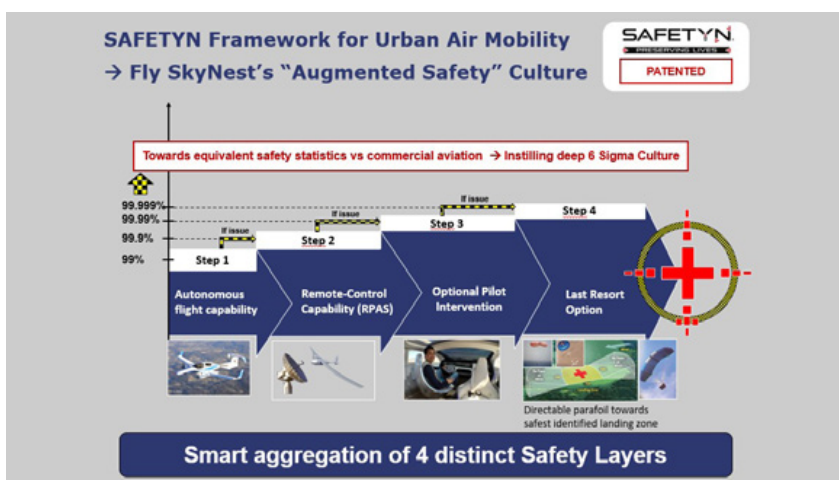 SAFETYN Framework for Urban Air Mobility
→ Fly SkyNest's “Augmented Safety” Culture
SAFETYN
PRESERVING LIVES
PATENTED
Towards equivalent safety statistics vs commercial aviation → Instilling deep 6 Sigma Culture
99.999%
99.99%
99.9%
99%
If issue
If issue
If issue
Step 1
Step 2
Step 3
Step 4
Autonomous
flight capability
Remote-Control
Capability (RPAS)
Optional Pilot
Intervention
Last Resort
Option
Directable parafoil towards
safest identified landing zone
Smart aggregation of 4 distinct Safety Layers